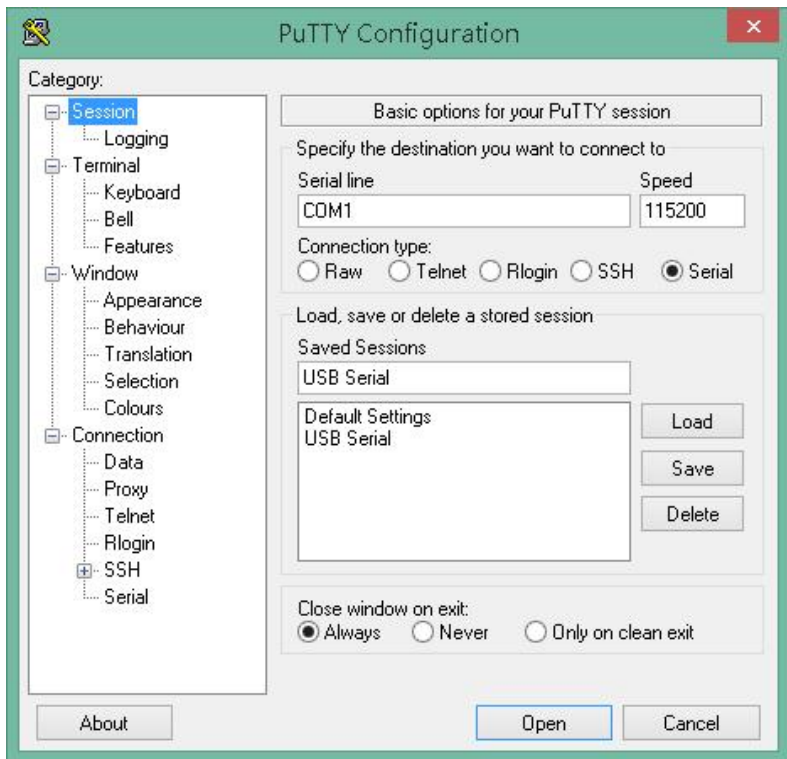 PuTTY Configuration
Category:
Session
Logging
Terminal
Keyboard
Bell
Features
Window
Appearance
Behaviour
Translation
Selection
Colours
Connection
Data
Proxy
Telnet
Rlogin
SSH
Serial
Basic options for your PuTTY session
Specify the destination you want to connect to
Serial line Speed
COM1 115200
Connection type:
Raw Telnet Rlogin SSH Serial
Load, save or delete a stored session
Saved Sessions
USB Serial
Default Settings
USB Serial
Load
Save
Delete
Close window on exit:
Always Never Only on clean exit
About Open Cancel